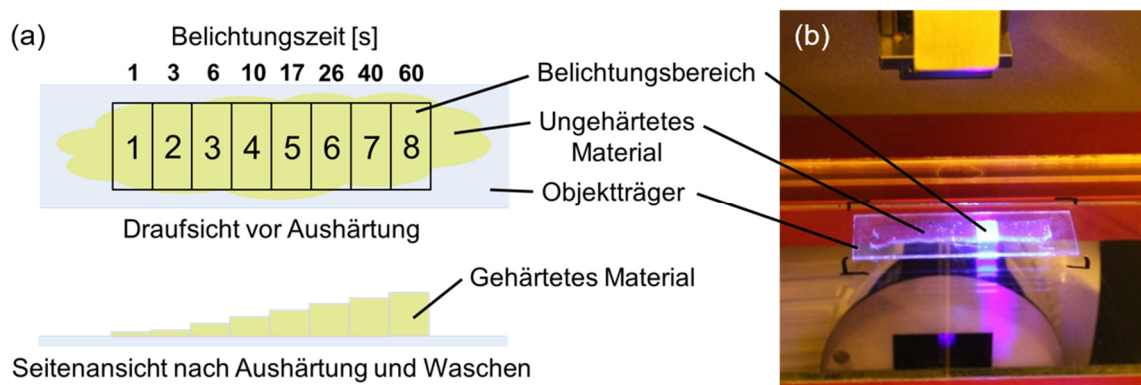 (a)
Belichtungszeit [s]
1 3 6 10 17 26 40 60
1 2 3 4 5 6 7 8
Draufsicht vor Aushärtung
Belichtungsbereich
Ungehärtetes
Material
Objektträger
Gehärtetes Material
Seitenansicht nach Aushärtung und Waschen
(b)